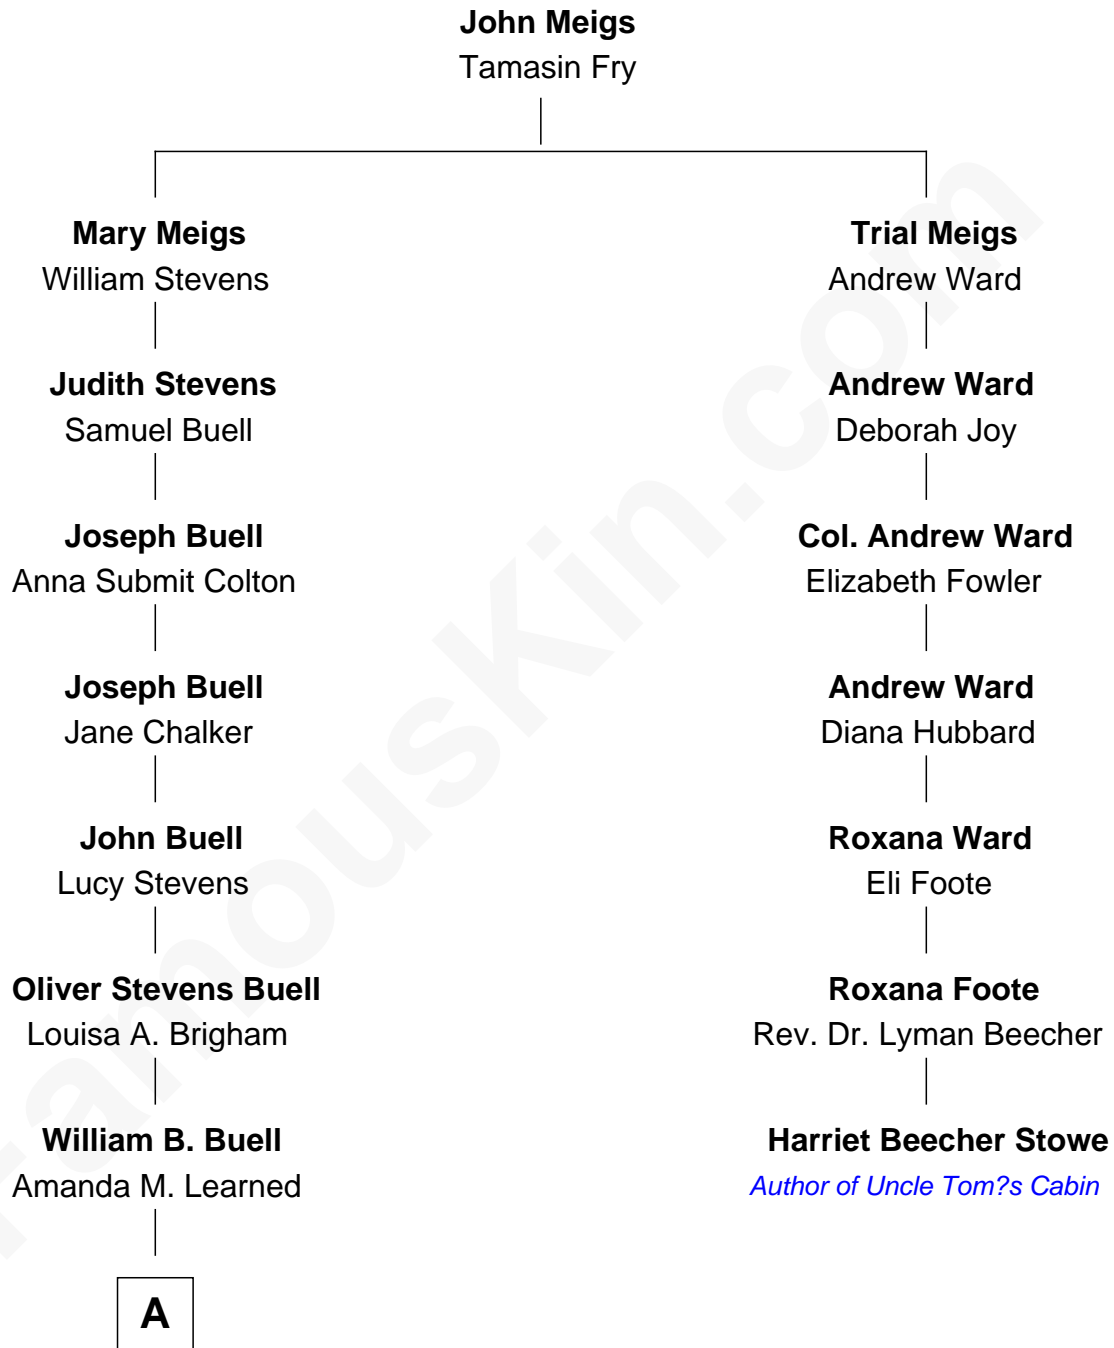 John Meigs
Tamasin Fry
Mary Meigs
William Stevens
Trial Meigs
Andrew Ward
Judith Stevens
Samuel Buell
Andrew Ward
Deborah Joy
Joseph Buell
Anna Submit Colton
Col. Andrew Ward
Elizabeth Fowler
Joseph Buell
Jane Chalker
Andrew Ward
Diana Hubbard
John Buell
Lucy Stevens
Roxana Ward
Eli Foote
Oliver Stevens Buell
Louisa A. Brigham
Roxana Foote
Rev. Dr. Lyman Beecher
William B. Buell
Amanda M. Learned
Harriet Beecher Stowe
Author of Uncle Tom?s Cabin
A
FamousKin.com